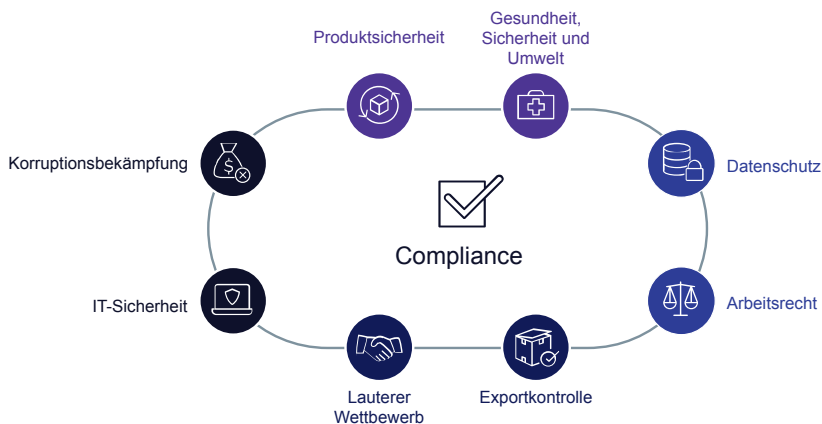 Produktsicherheit
Gesundheit,
Sicherheit und
Umwelt
Korruptionsbekämpfung
$
Datenschutz
Compliance
IT-Sicherheit
Arbeitsrecht
Lauterer
Wettbewerb
Exportkontrolle